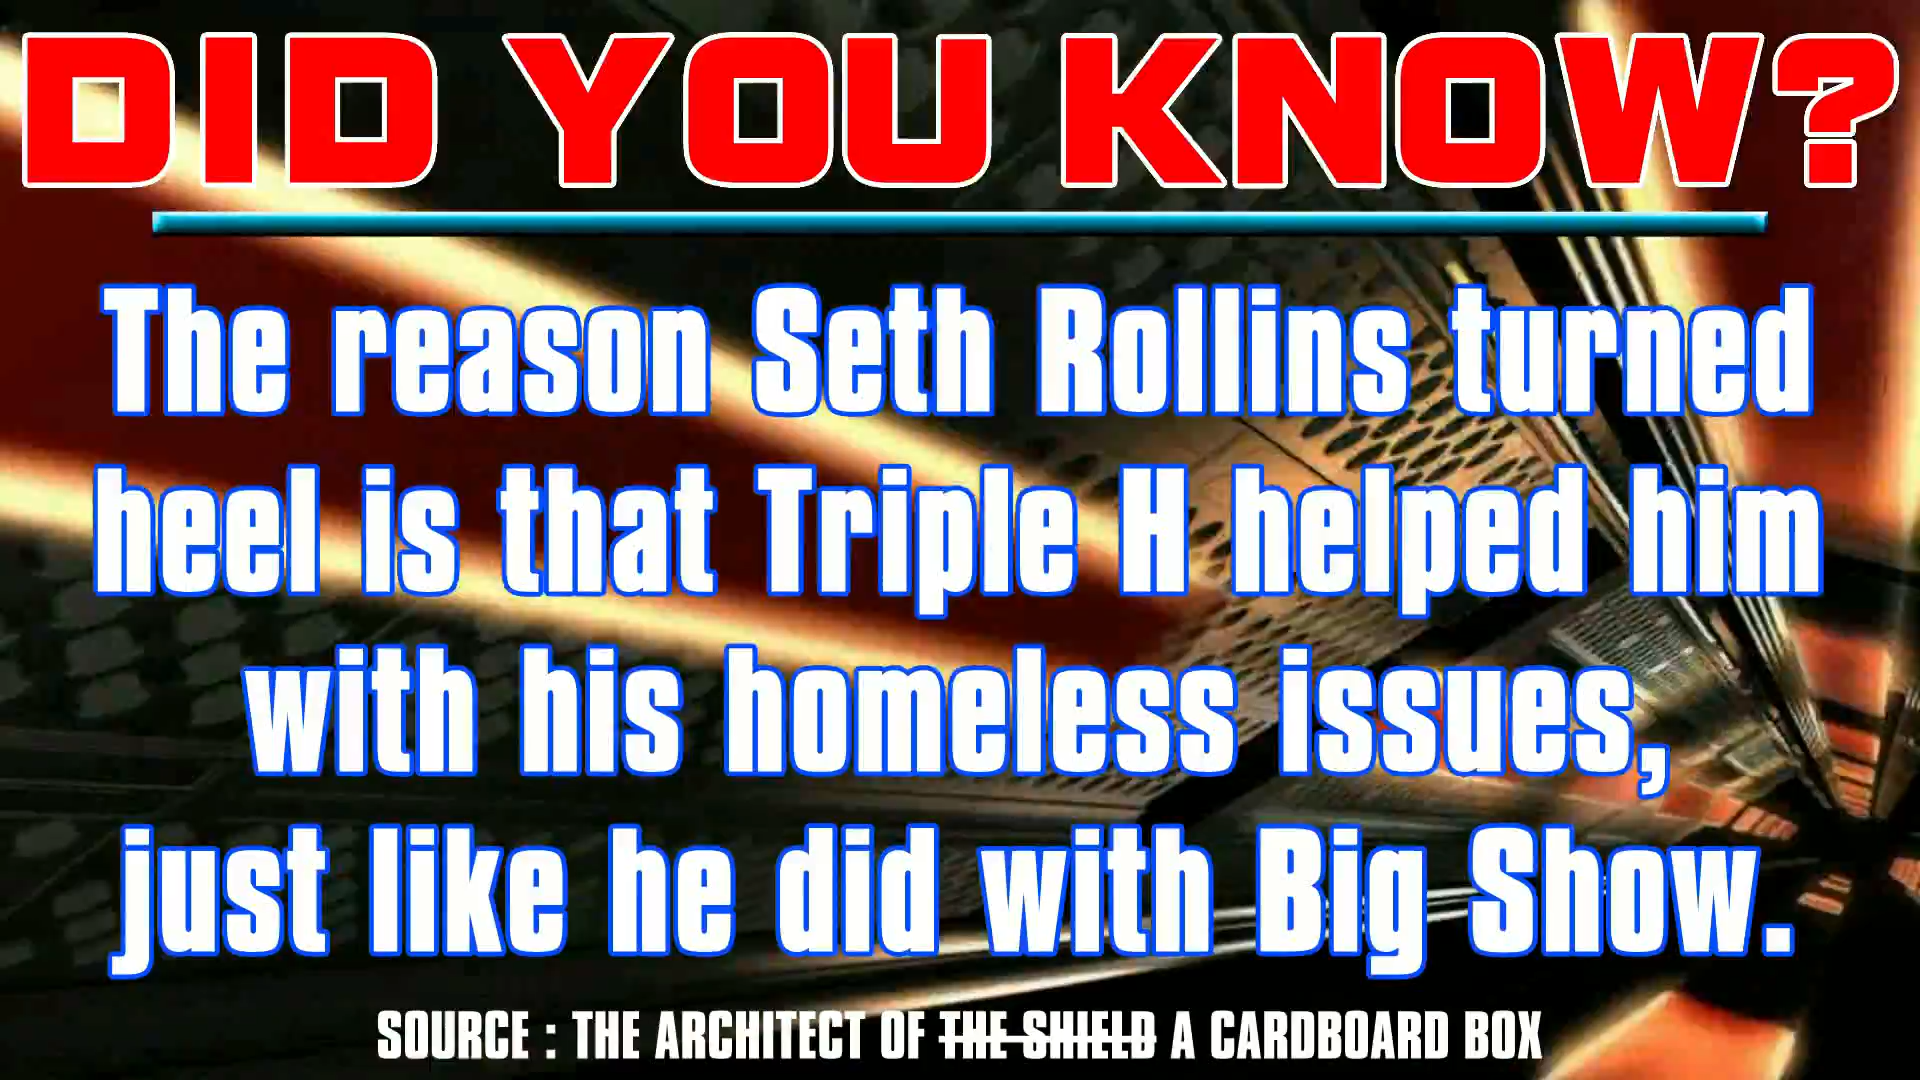 DID YOU KNOW?
The reason Seth Rollins turned
heel is that Triple H helped him
with his homeless issues,
just like he did with Big Show.
SOURCE : THE ARCHITECT OF THE SHIELD A CARDBOARD BOX